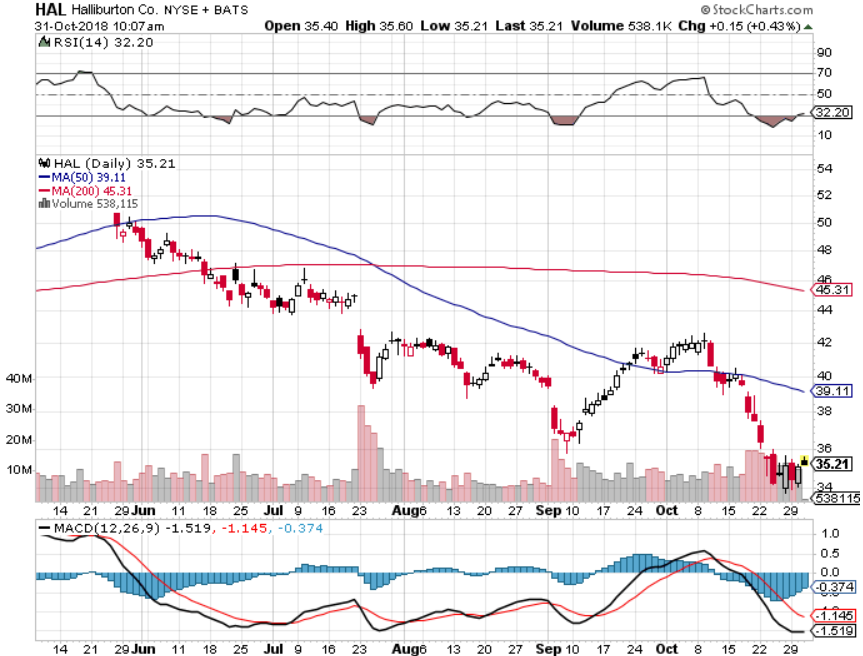 HAL Halliburton Co. NYSE + BATS © StockCharts.com
31-Oct-2018 10:07am Open 35.40 High 35.60 Low 35.21 Last 35.21 Volume 538.1K Chg +0.15 (+0.43%)
RSI(14) 32.20
90
70
50
32.20
10
HAL (Daily) 35.21
MA(50) 39.11
MA(200) 45.31
Volume 538,115
54
52
50
48
46
45.31
44
42
40
39.11
38
36
35.21
34
538115
40M
30M
20M
10M
14 21 29 Jun 11 18 25 Jul 9 16 23 Aug 6 13 20 27 Sep 10 17 24 Oct 8 15 22 29
MACD(12,26,9) -1.519, -1.145, -0.374
1.0
0.5
0.0
-0.374
-1.145
-1.519
14 21 29 Jun 11 18 25 Jul 9 16 23 Aug 6 13 20 27 Sep 10 17 24 Oct 8 15 22 29